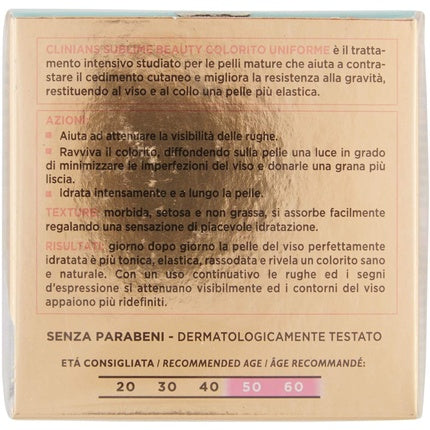 CLINIANS SUBLIME BEAUTY COLORITO UNIFORME è il tratta-
mento intensivo studiato per le pelli mature che aiuta a contra-
stare il cedimento cutaneo e migliora la resistenza alla gravità,
restituendo al viso e al collo una pelle più elastica.
AZIONI:
Aiuta ad attenuare la visibilità delle rughe.
Ravviva il colorito, diffondendo sulla pelle una luce in grado
di minimizzare le imperfezioni del viso e donarle una grana più
liscia.
Idrata intensamente e a lungo la pelle.
TEXTURE: morbida, setosa e non grassa, si assorbe facilmente
regalando una sensazione di piacevole idratazione.
RISULTATI: giorno dopo giorno la pelle del viso perfettamente
idratata è più tonica, elastica, rassodata e rivela un colorito sano
e naturale. Con un uso continuativo le rughe ed i segni
d'espressione si attenuano visibilmente ed i contorni del viso
appaiono più ridefiniti.
SENZA PARABENI - DERMATOLOGICAMENTE TESTATO
ETÁ CONSIGLIATA / RECOMMENDED AGE / ÂGE RECOMMANDÉ:
20 30 40 50 60